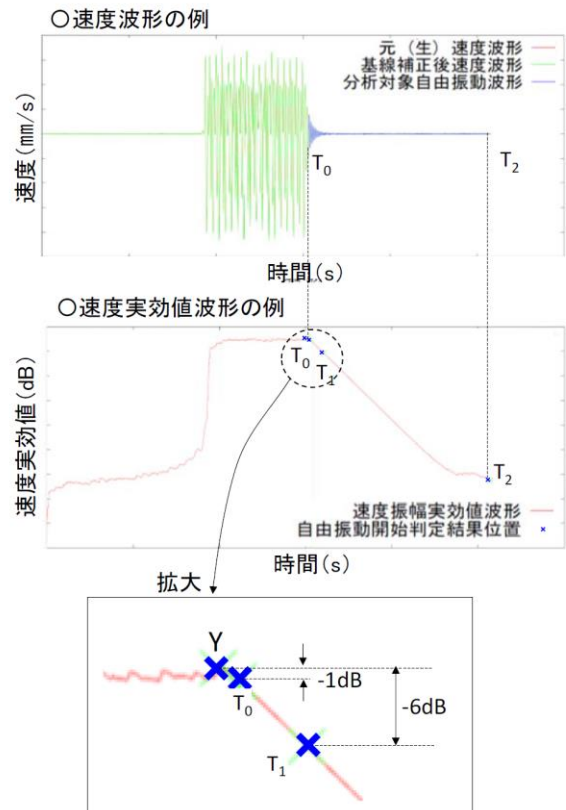 ○速度波形の例
元（生）速度波形
基線補正後速度波形
分析対象自由振動波形
速度(mm/s)
T0
T2
時間(s)
○速度実効値波形の例
速度実効値(dB)
T0
T1
T2
速度振幅実効値波形
自由振動開始判定結果位置
時間(s)
拡大
Y
-1dB
-6dB
T0
T1